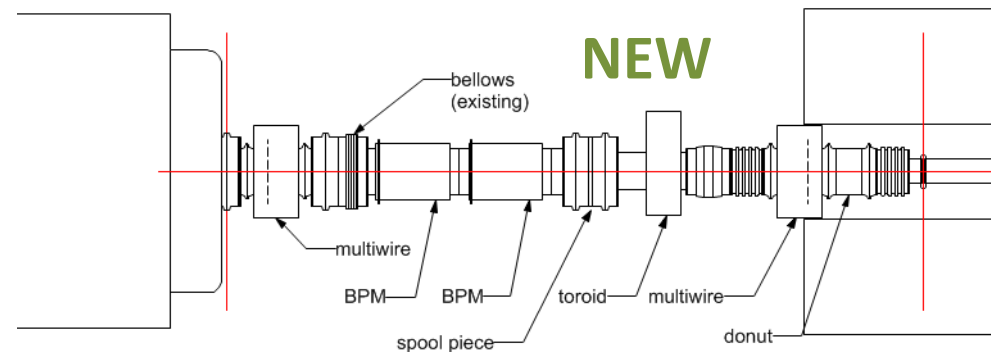 NEW
bellows
(existing)
multiwire
BPM
BPM
toroid
multiwire
spool piece
donut